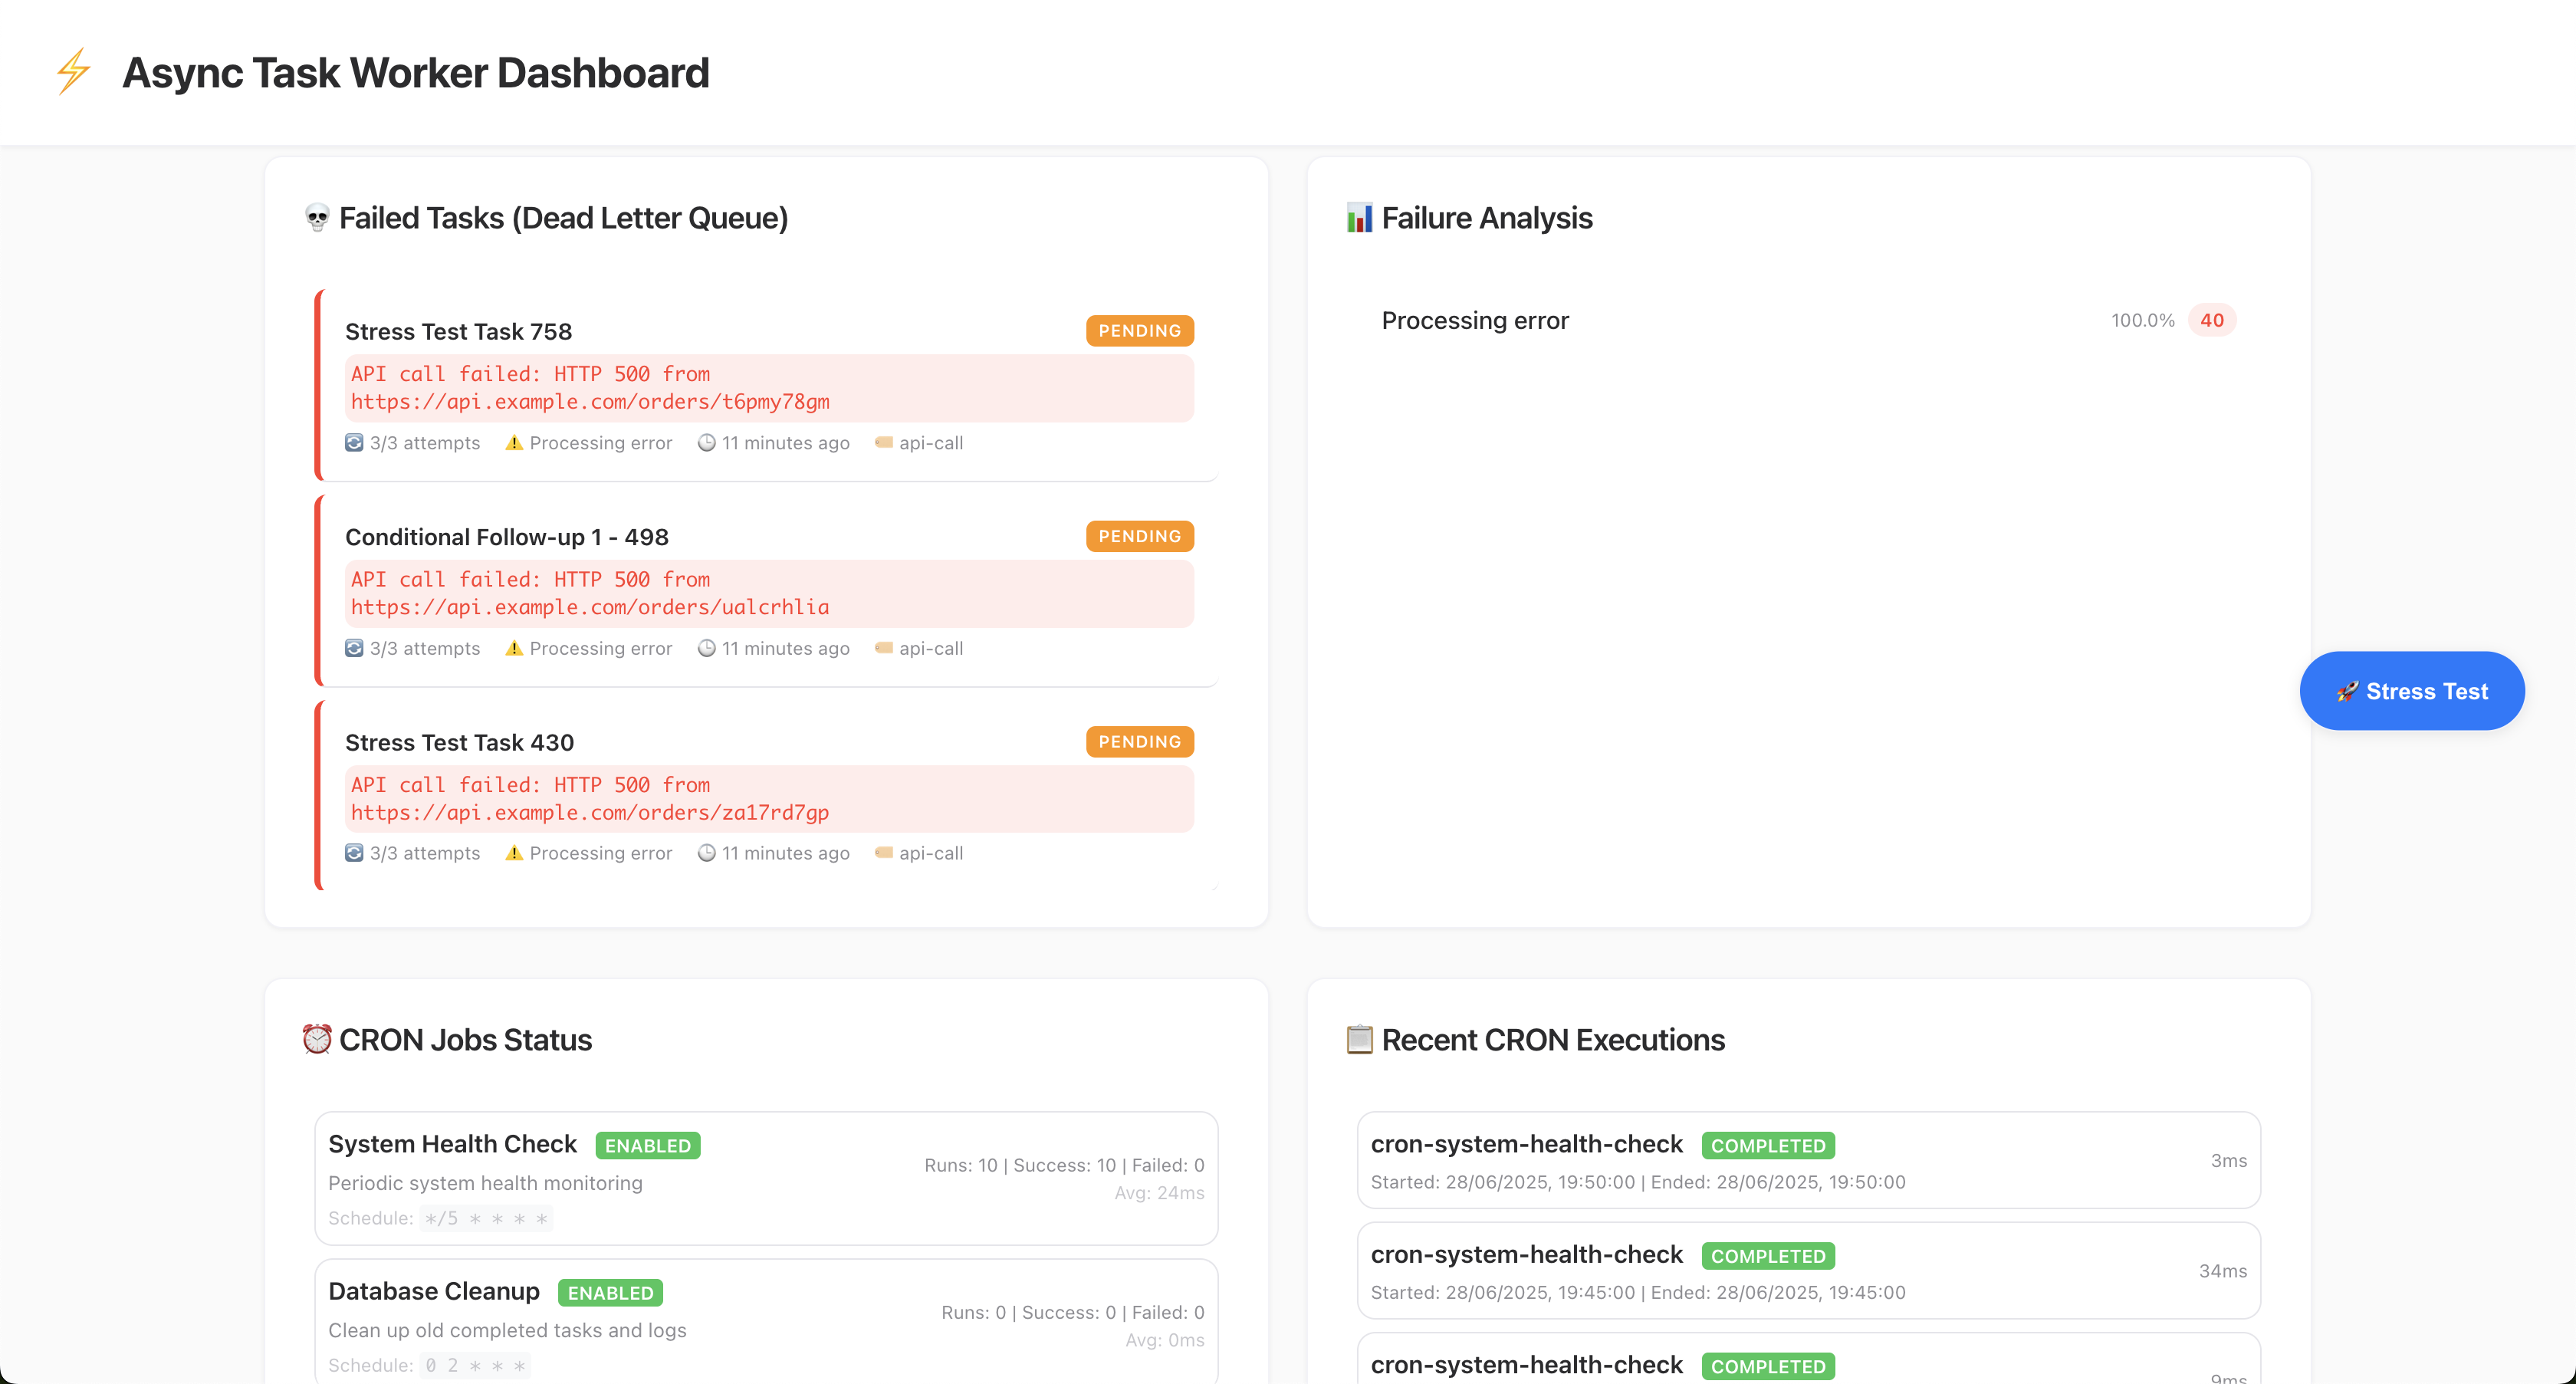 Async Task Worker Dashboard
Failed Tasks (Dead Letter Queue)
Stress Test Task 758
PENDING
API call failed: HTTP 500 from
https://api.example.com/orders/t6pmy78gm
3/3 attempts Processing error 11 minutes ago api-call
Conditional Follow-up 1 - 498
PENDING
API call failed: HTTP 500 from
https://api.example.com/orders/ualcrhlia
3/3 attempts Processing error 11 minutes ago api-call
Stress Test Task 430
PENDING
API call failed: HTTP 500 from
https://api.example.com/orders/za17rd7gp
3/3 attempts Processing error 11 minutes ago api-call
Failure Analysis
Processing error 100.0% 40
Stress Test
CRON Jobs Status
System Health Check ENABLED
Runs: 10 | Success: 10 | Failed: 0
Periodic system health monitoring
Avg: 24ms
Schedule: */5 * * * *
Database Cleanup ENABLED
Runs: 0 | Success: 0 | Failed: 0
Clean up old completed tasks and logs
Avg: 0ms
Schedule: 0 2 * * *
Recent CRON Executions
cron-system-health-check COMPLETED
3ms
Started: 28/06/2025, 19:50:00 | Ended: 28/06/2025, 19:50:00
cron-system-health-check COMPLETED
34ms
Started: 28/06/2025, 19:45:00 | Ended: 28/06/2025, 19:45:00
cron-system-health-check COMPLETED
9ms